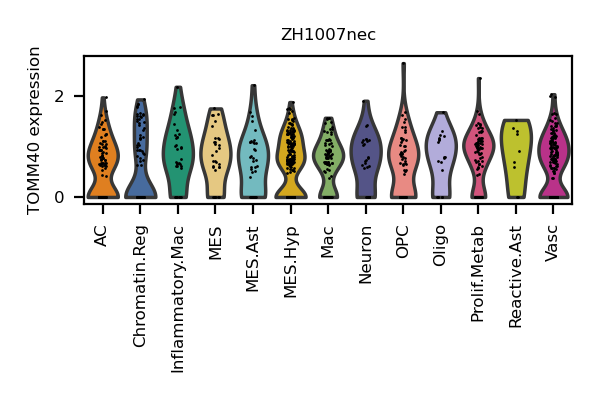 ZH1007nec
TOMM40 expression
2
0
AC
Chromatin.Reg
Inflammatory.Mac
MES
MES.Ast
MES.Hyp
Mac
Neuron
OPC
Oligo
Prolif.Metab
Reactive.Ast
Vasc